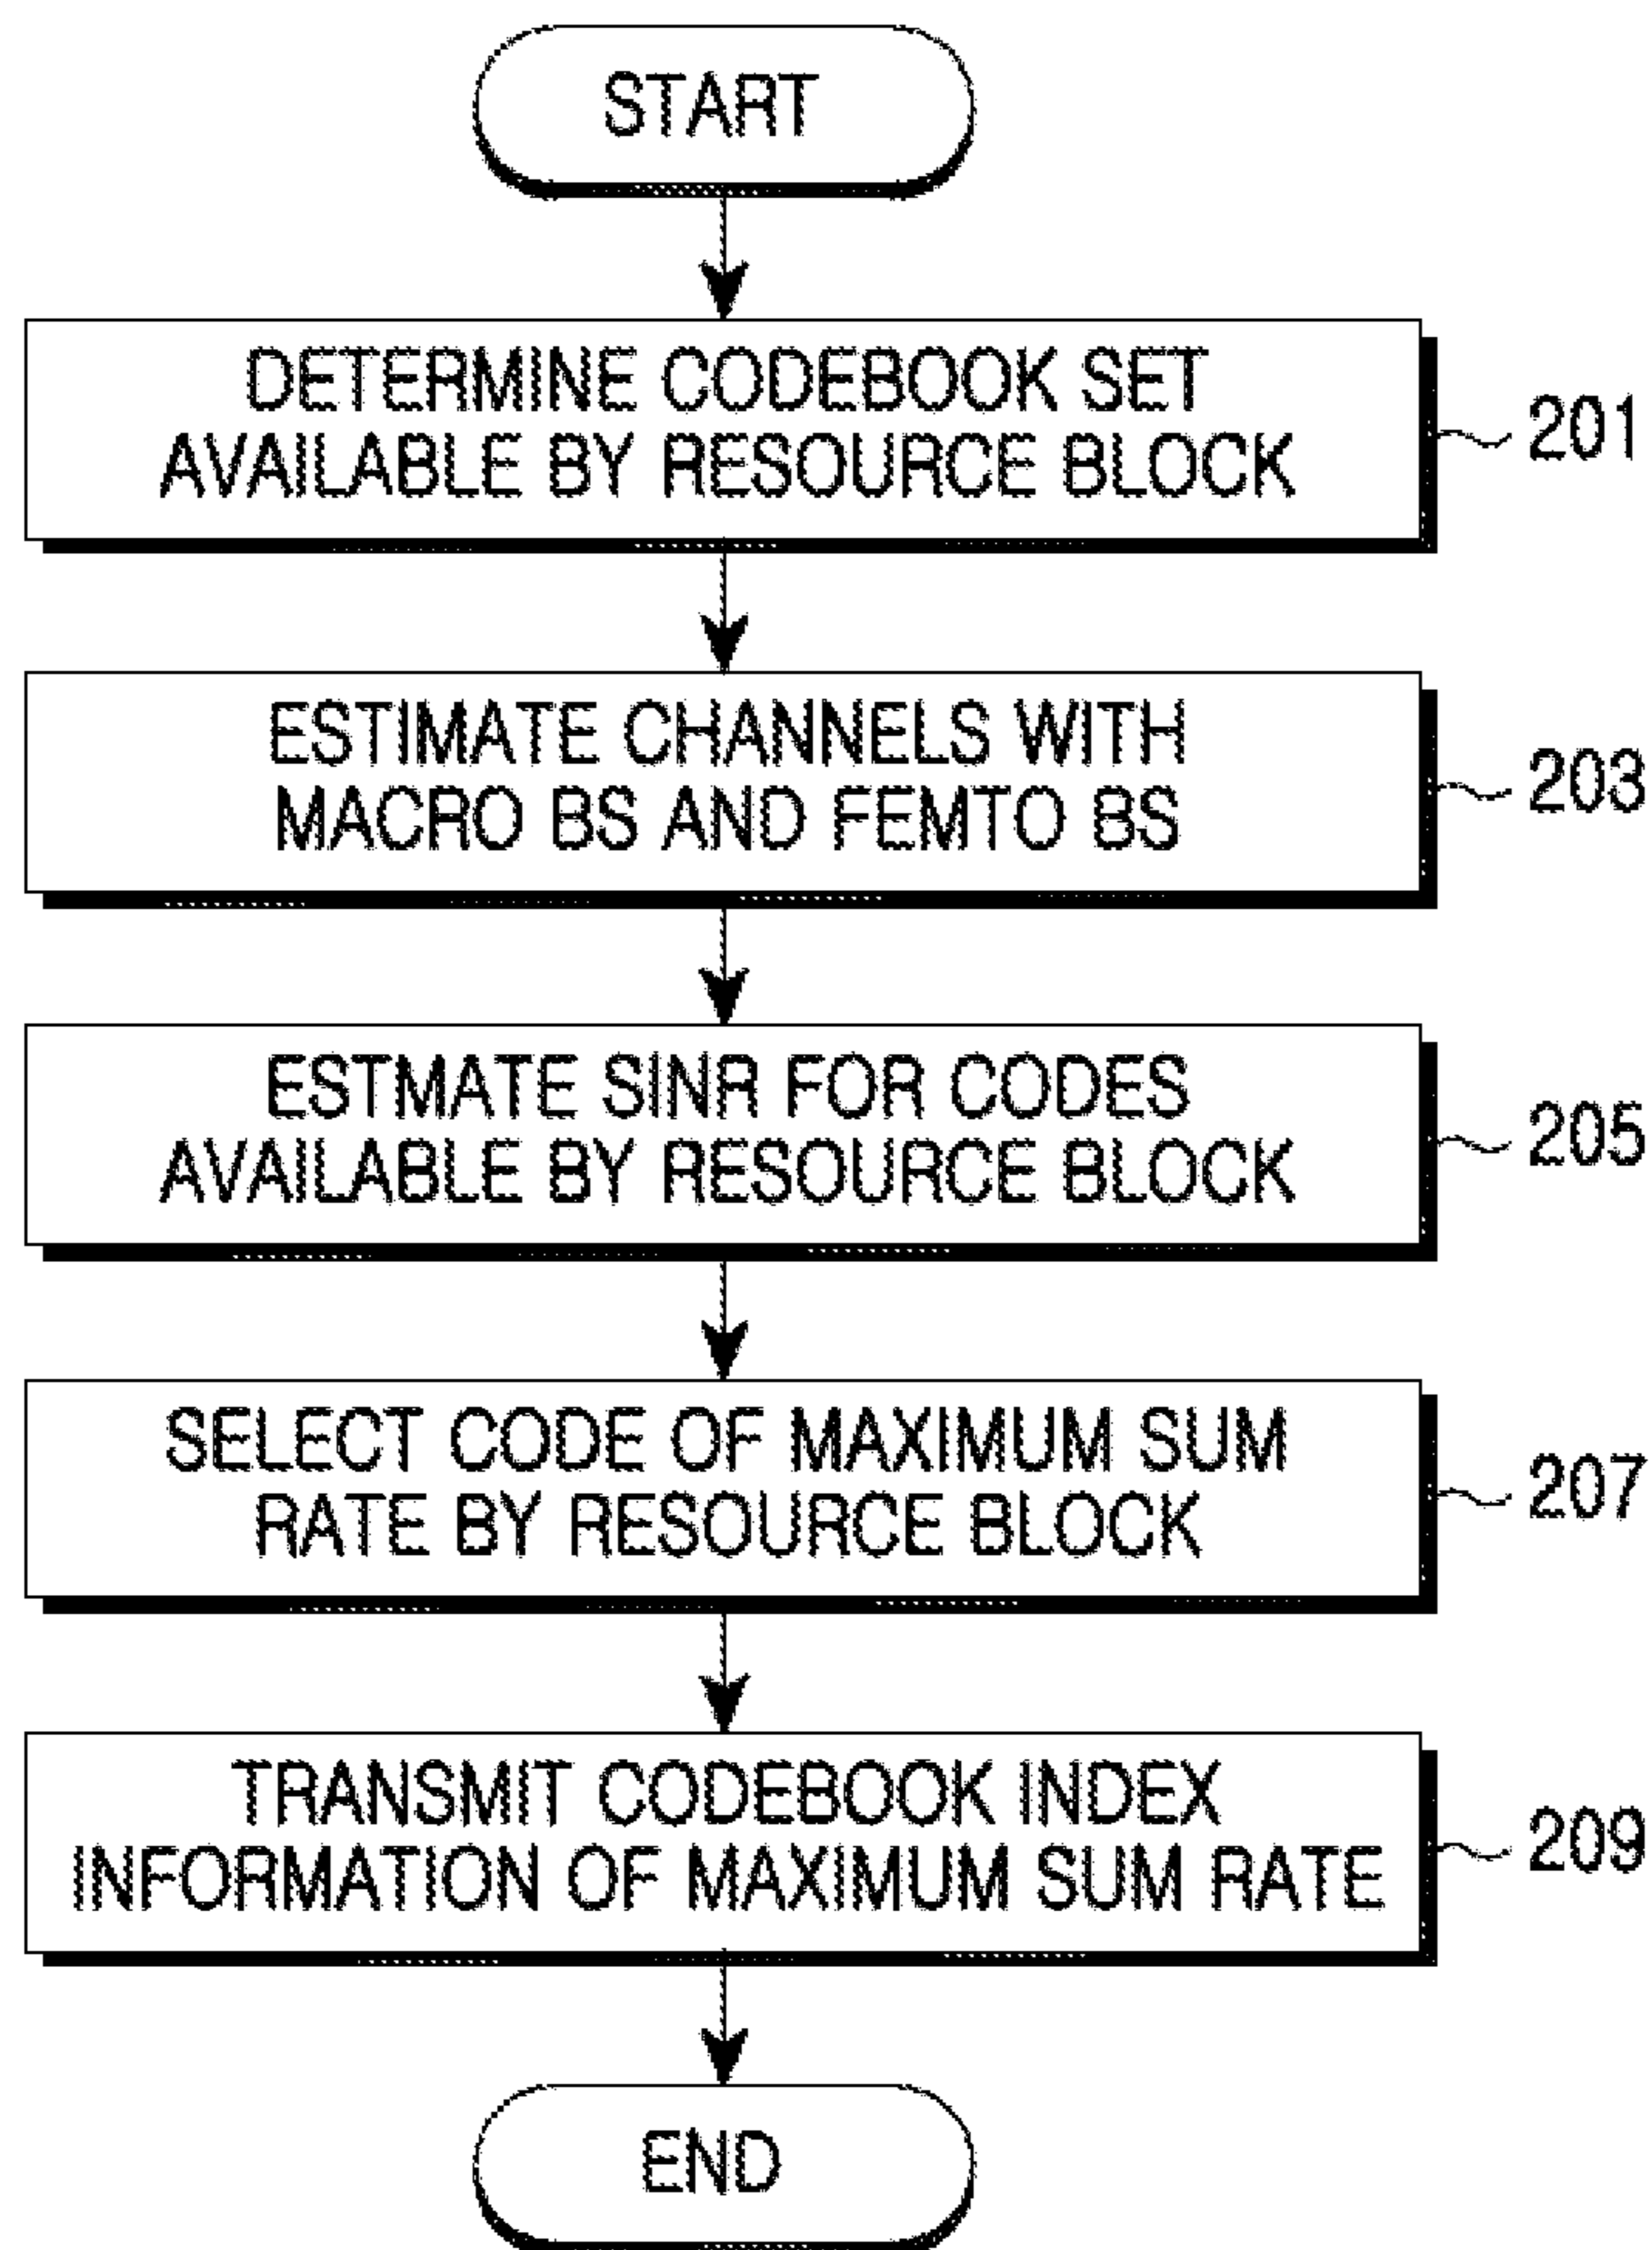 START
DETERMINE CODEBOOK SET
AVAILABLE BY RESOURCE BLOCK
201
ESTIMATE CHANNELS WITH
MACRO BS AND FEMTO BS
203
ESTMATE SINR FOR CODES
AVAILABLE BY RESOURCE BLOCK
205
SELECT CODE OF MAXIMUM SUM
RATE BY RESOURCE BLOCK
207
TRANSMIT CODEBOOK INDEX
INFORMATION OF MAXIMUM SUM RATE
209
END